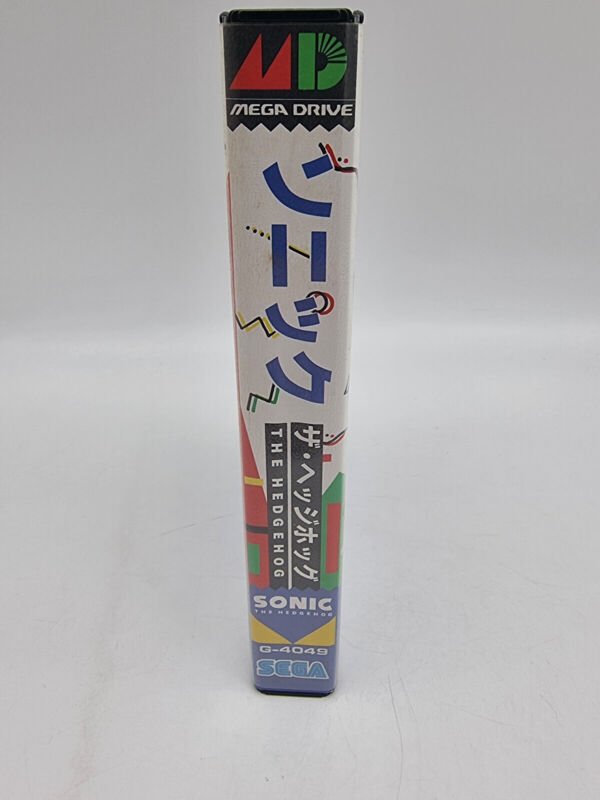 MD
MEGA DRIVE
ソニック
ザ・ヘッジホッグ
THE HEDGEHOG
SONIC
THE HEDGEHOG
G-4049
SEGA